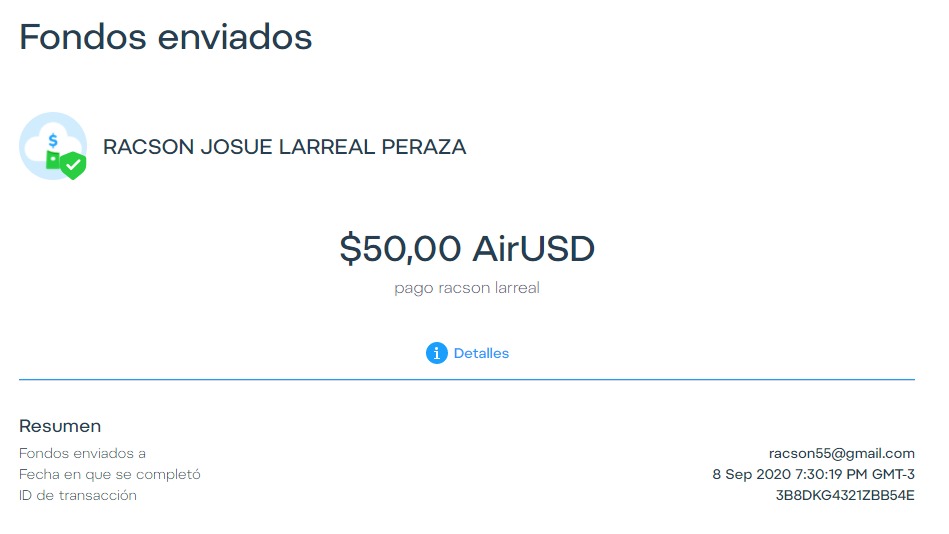 Fondos enviados
$
RACSON JOSUE LARREAL PERAZA
$50,00 AirUSD
pago racson larreal
i Detalles
Resumen
Fondos enviados a racson55@gmail.com
Fecha en que se completó 8 Sep 2020 7:30:19 PM GMT-3
ID de transacción 3B8DKG4321ZBB54E